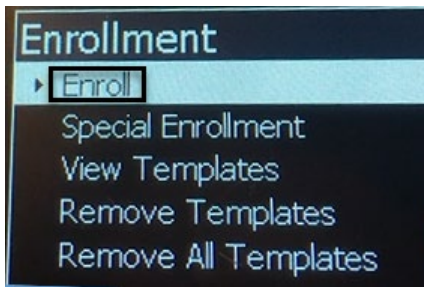 Enrollment
Enroll
Special Enrollment
View Templates
Remove Templates
Remove All Templates